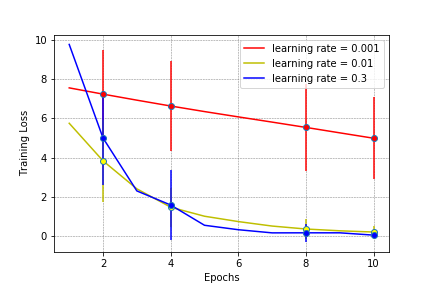 10
8
6
4
2
0
Training Loss
learning rate = 0.001
learning rate = 0.01
learning rate = 0.3
2
4
6
8
10
Epochs